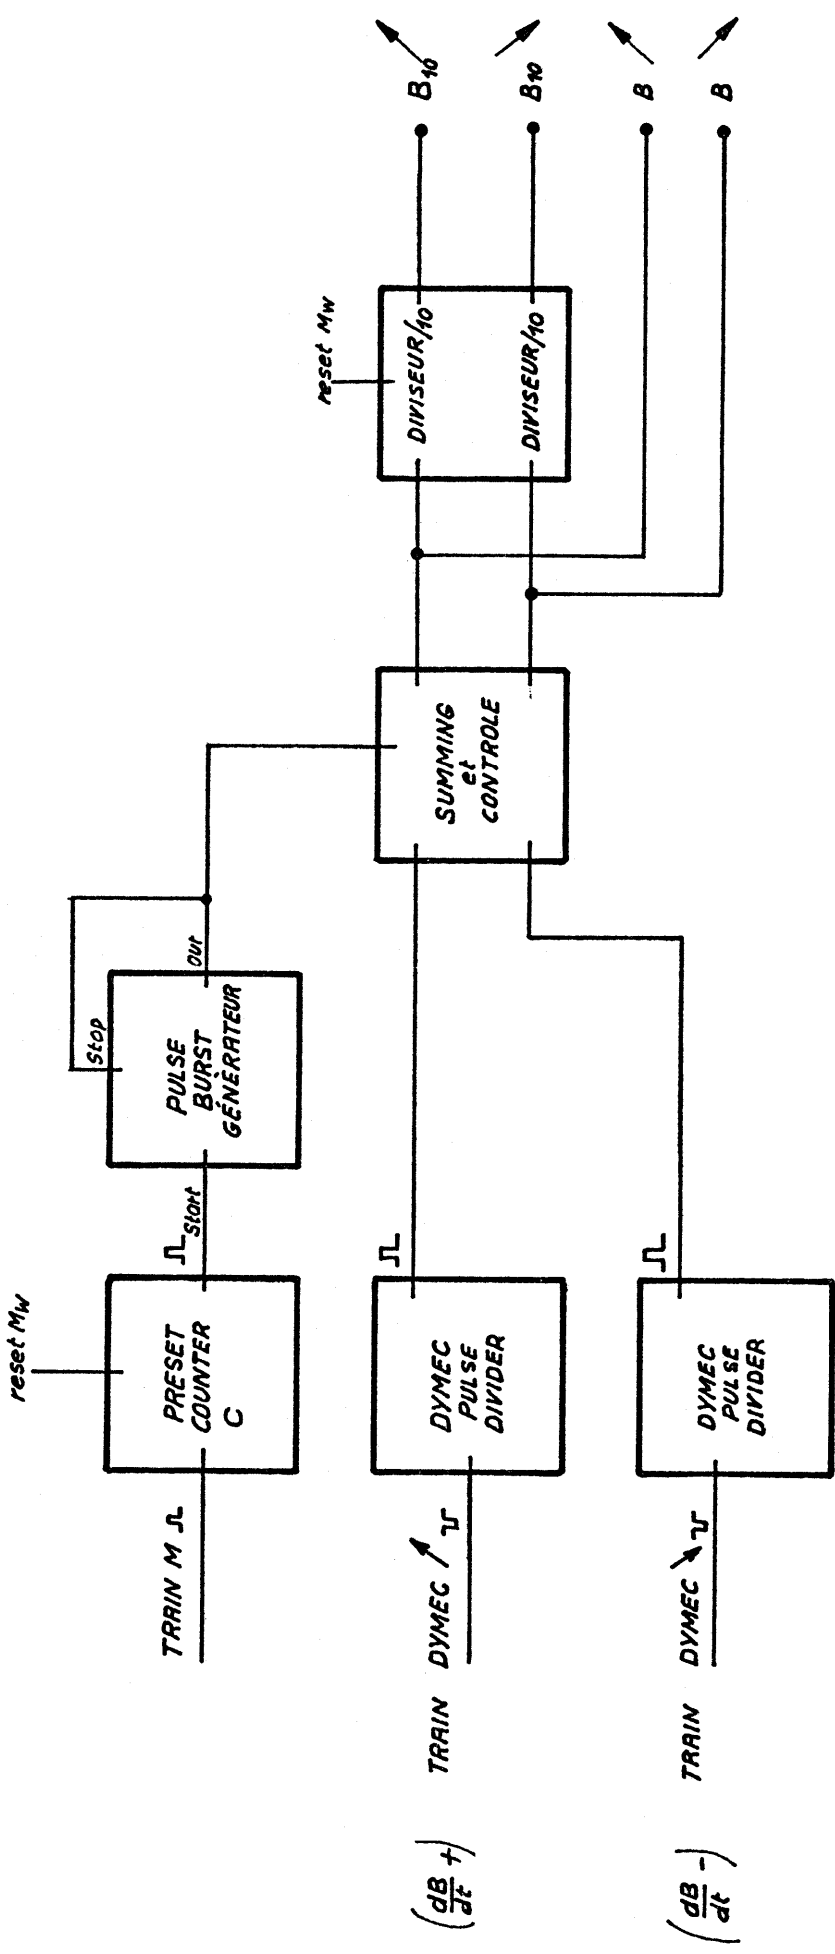 TRAIN M
reset Mw
PRESET
COUNTER
C
Start
PULSE
BURST
GÉNÈRATEUR
Stop
Out
(dB/dt +)
TRAIN DYMEC
DYMEC
PULSE
DIVIDER
(dB/dt -)
TRAIN DYMEC
DYMEC
PULSE
DIVIDER
SUMMING
et
CONTROLE
reset Mw
DIVISEUR/10
DIVISEUR/10
B10
B10
B
B